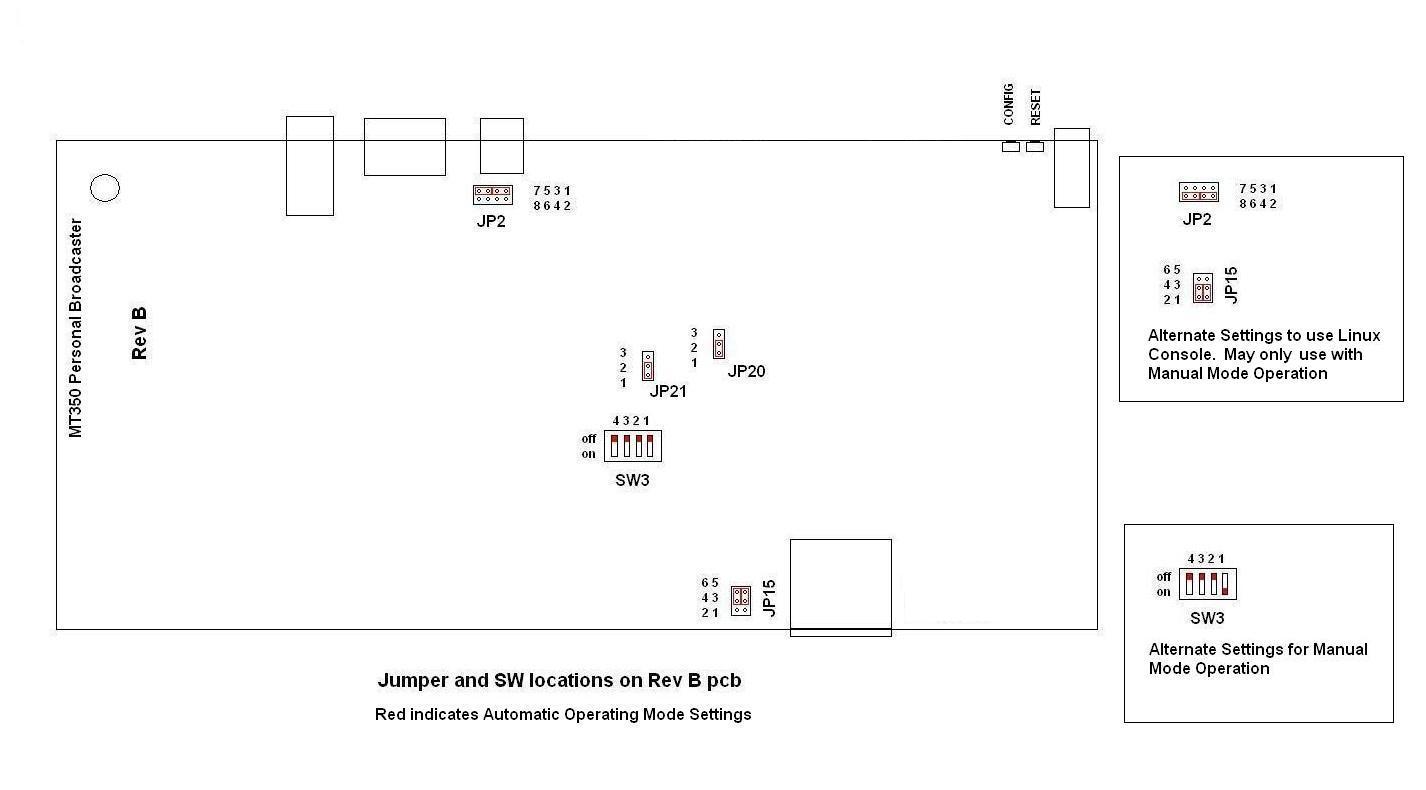 CONFIG
RESET
7 5 3 1
8 6 4 2
JP2
MT350 Personal Broadcaster
Rev B
3
2
1
JP21
3
2
1
JP20
4 3 2 1
off
on
SW3
6 5
4 3
2 1
JP15
Jumper and SW locations on Rev B pcb
Red indicates Automatic Operating Mode Settings
7 5 3 1
8 6 4 2
JP2
6 5
4 3
2 1
JP15
Alternate Settings to use Linux
Console. May only use with
Manual Mode Operation
4 3 2 1
off
on
SW3
Alternate Settings for Manual
Mode Operation